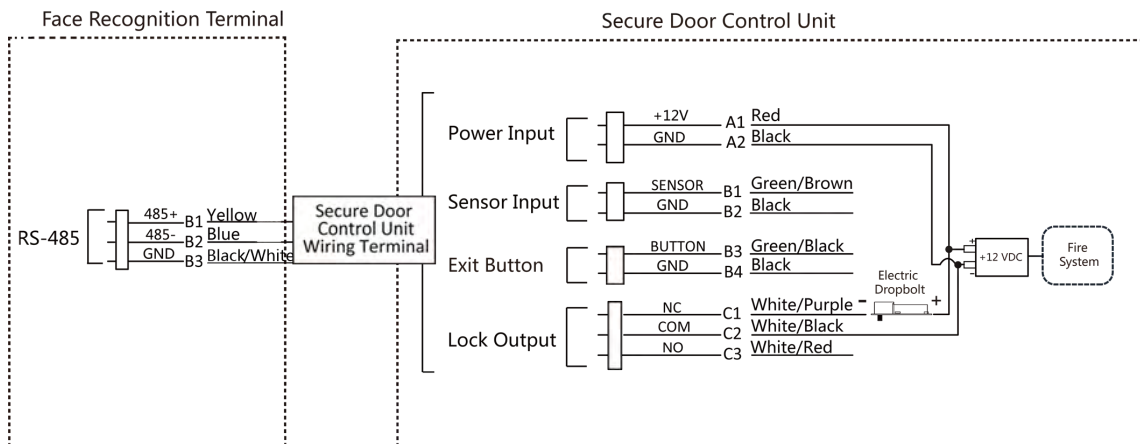 Face Recognition Terminal
Secure Door Control Unit
RS-485
485+ B1 Yellow
485- B2 Blue
GND B3 Black/White
Secure Door
Control Unit
Wiring Terminal
Power Input
+12V A1 Red
GND A2 Black
Sensor Input
SENSOR B1 Green/Brown
GND B2 Black
Exit Button
BUTTON B3 Green/Black
GND B4 Black
Lock Output
NC C1 White/Purple
COM C2 White/Black
NO C3 White/Red
Electric
Dropbolt
- +
+
+12 VDC
-
Fire
System